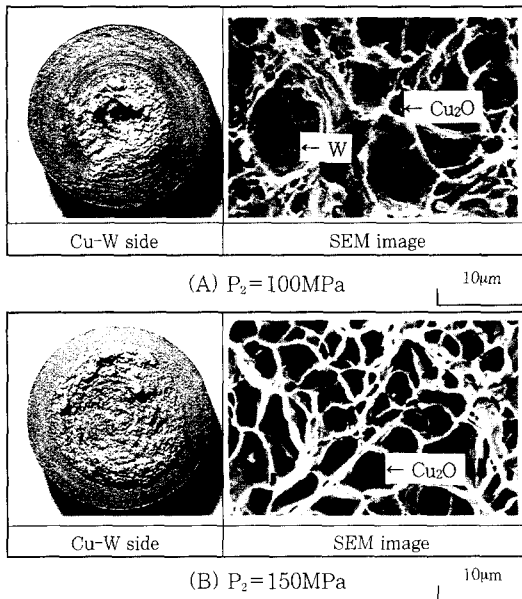 Cu₂O
W
Cu-W side SEM image
(A) P₂=100MPa 10μm
Cu₂O
Cu-W side SEM image
(B) P₂=150MPa 10μm